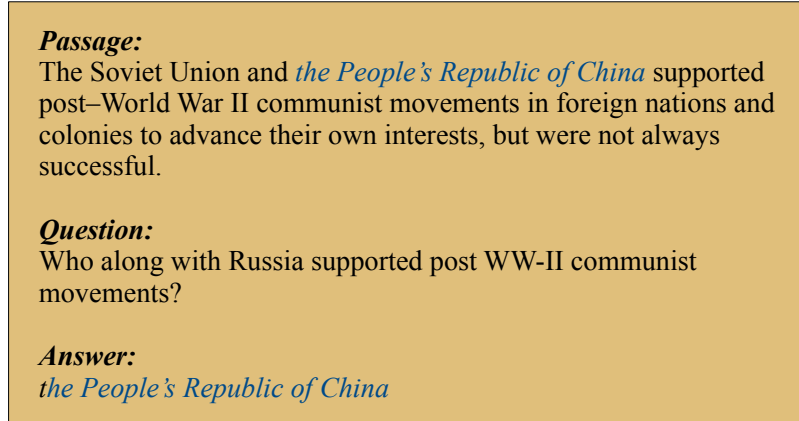 Passage:
The Soviet Union and the People’s Republic of China supported
post–World War II communist movements in foreign nations and
colonies to advance their own interests, but were not always
successful.
Question:
Who along with Russia supported post WW-II communist
movements?
Answer:
the People’s Republic of China